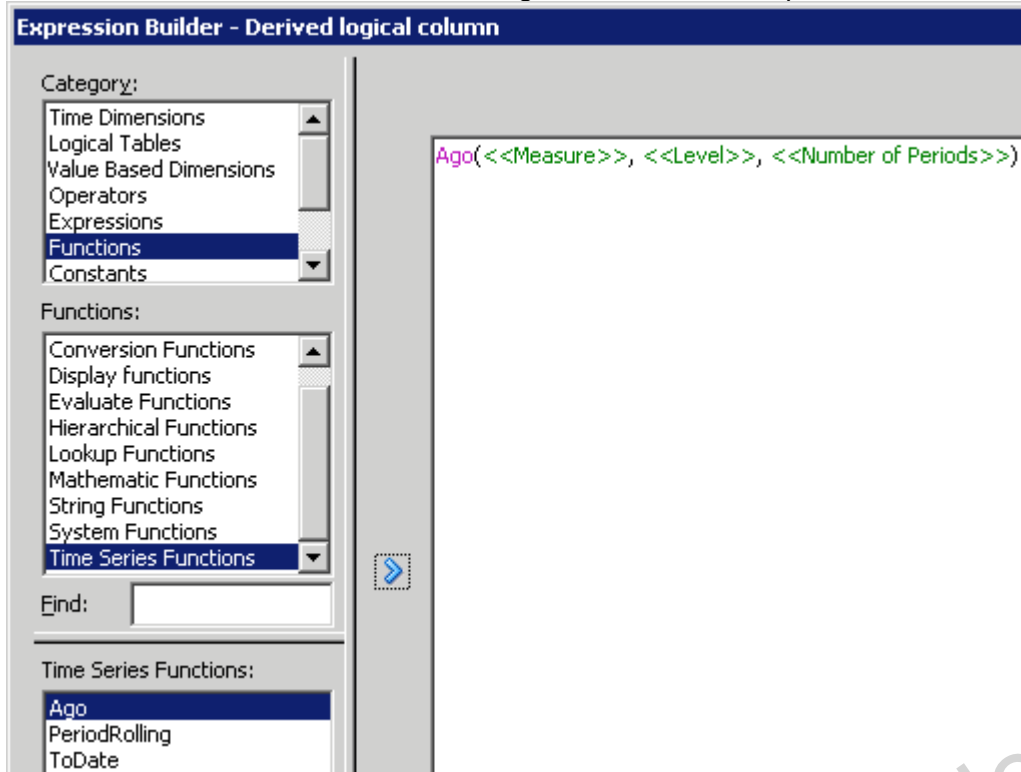 Expression Builder - Derived logical column
Category:
Time Dimensions
Logical Tables
Value Based Dimensions
Operators
Expressions
Functions
Constants
Functions:
Conversion Functions
Display functions
Evaluate Functions
Hierarchical Functions
Lookup Functions
Mathematic Functions
String Functions
System Functions
Time Series Functions
Find:
Time Series Functions:
Ago
PeriodRolling
ToDate
Ago(<<Measure>>, <<Level>>, <<Number of Periods>>)